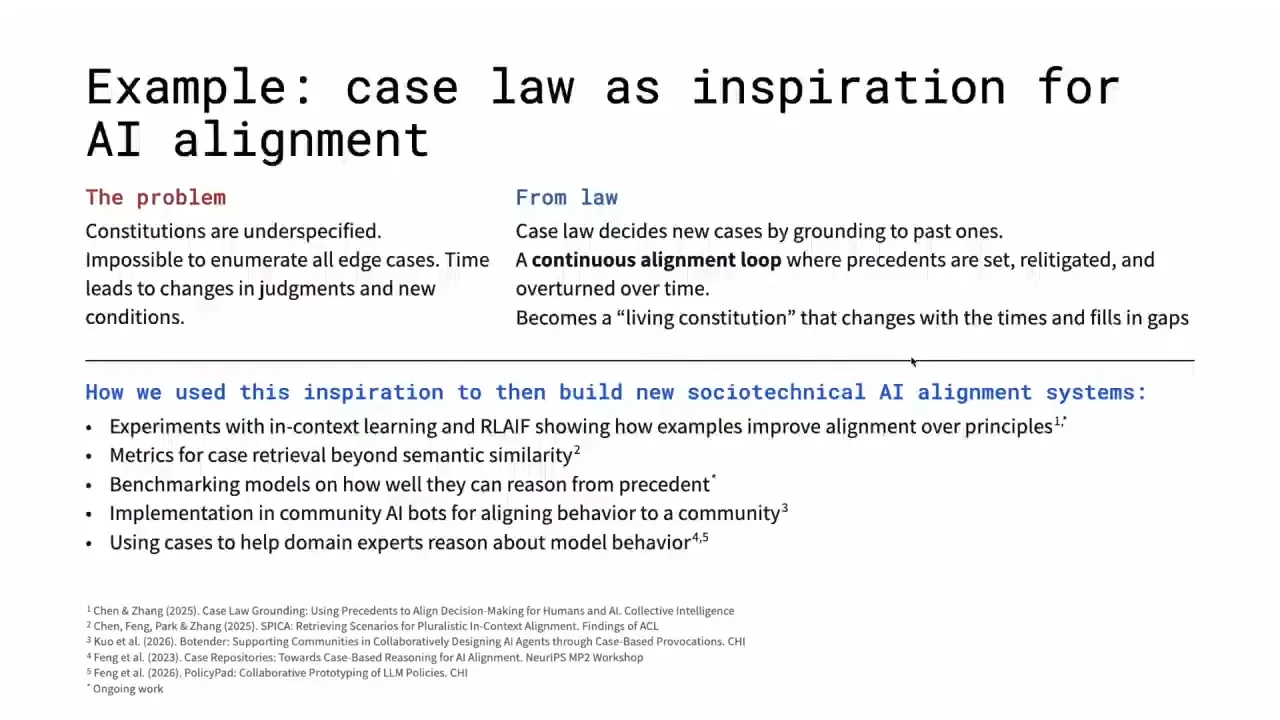 Example: case law as inspiration for
AI alignment
The problem
Constitutions are underspecified.
Impossible to enumerate all edge cases. Time
leads to changes in judgments and new
conditions.
From law
Case law decides new cases by grounding to past ones.
A continuous alignment loop where precedents are set, relitigated, and
overturned over time.
Becomes a “living constitution” that changes with the times and fills in gaps
How we used this inspiration to then build new sociotechnical AI alignment systems:
• Experiments with in-context learning and RLAIF showing how examples improve alignment over principles1,*
• Metrics for case retrieval beyond semantic similarity2
• Benchmarking models on how well they can reason from precedent*
• Implementation in community AI bots for aligning behavior to a community3
• Using cases to help domain experts reason about model behavior4,5
1 Chen & Zhang (2025). Case Law Grounding: Using Precedents to Align Decision-Making for Humans and AI. Collective Intelligence
2 Chen, Feng, Park & Zhang (2025). SPICA: Retrieving Scenarios for Pluralistic In-Context Alignment. Findings of ACL
3 Kuo et al. (2026). Botender: Supporting Communities in Collaboratively Designing AI Agents through Case-Based Provocations. CHI
4 Feng et al. (2023). Case Repositories: Towards Case-Based Reasoning for AI Alignment. NeurIPS MP2 Workshop
5 Feng et al. (2026). PolicyPad: Collaborative Prototyping of LLM Policies. CHI
* Ongoing work